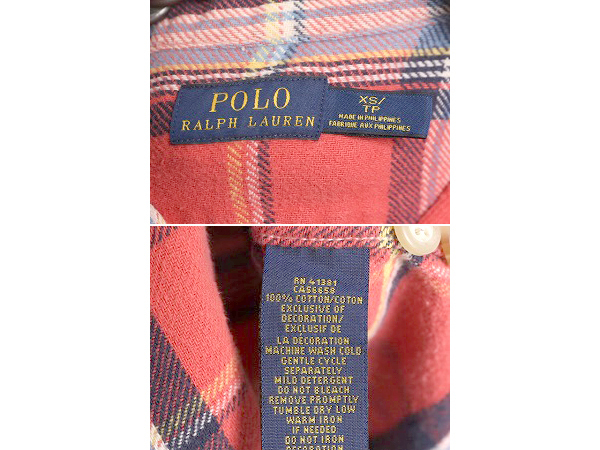 POLO
RALPH LAUREN
XS/
TP
MADE IN PHILIPPINES
FABRIQUE AUX PHILIPPINES
RN 41381
CA56658
100% COTTON/COTON
EXCLUSIVE OF
DECORATION/
EXCLUSIF DE
LA DÉCORATION
MACHINE WASH COLD
GENTLE CYCLE
SEPARATELY
MILD DETERGENT
DO NOT BLEACH
REMOVE PROMPTLY
TUMBLE DRY LOW
WARM IRON
IF NEEDED
DO NOT IRON
DECORATION